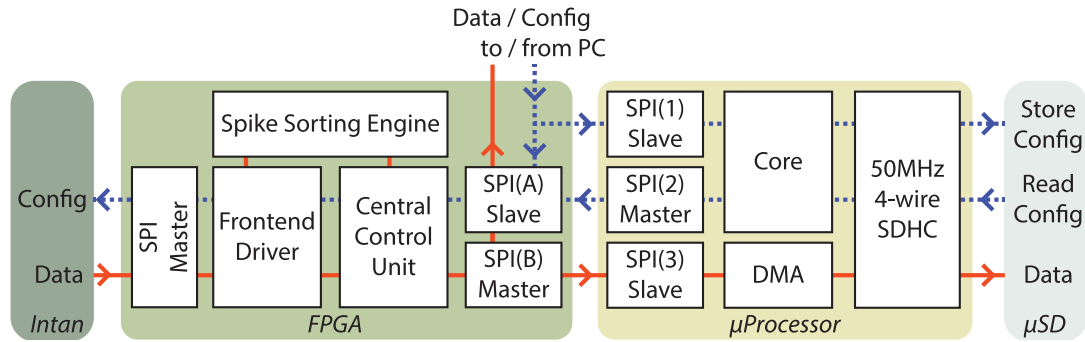 Data / Config
to / from PC
Spike Sorting Engine
SPI(1)
Slave
Core
50MHz
4-wire
SDHC
Store
Config
Config
SPI
Master
Frontend
Driver
Central
Control
Unit
SPI(A)
Slave
SPI(2)
Master
Read
Config
Data
SPI(B)
Master
SPI(3)
Slave
DMA
Data
Intan
FPGA
μProcessor
μSD